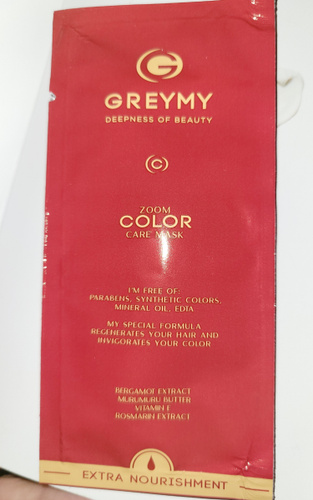 G
GREYMY
DEEPNESS OF BEAUTY
(C)
ZOOM
COLOR
CARE MASK
I'M FREE OF:
PARABENS, SYNTHETIC COLORS,
MINERAL OIL, EDTA
MY SPECIAL FORMULA
REGENERATES YOUR HAIR AND
INVIGORATES YOUR COLOR
BERGAMOT EXTRACT
MURUMURU BUTTER
VITAMIN E
ROSMARIN EXTRACT
EXTRA NOURISHMENT